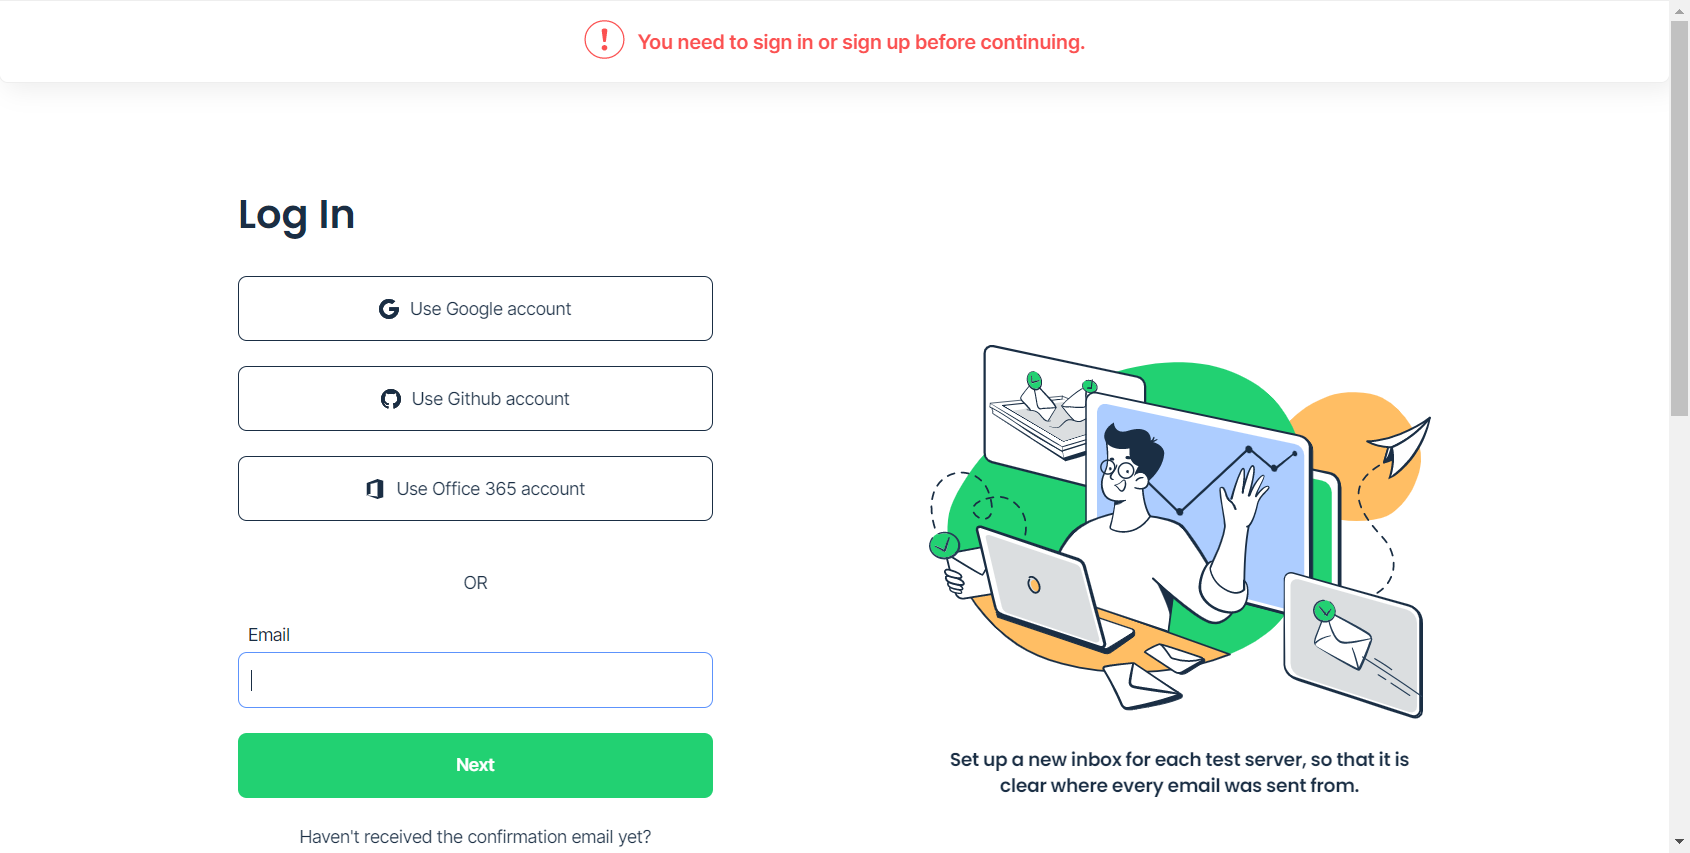 You need to sign in or sign up before continuing.
Log In
Use Google account
Use Github account
Use Office 365 account
OR
Email
Next
Haven't received the confirmation email yet?
Set up a new inbox for each test server, so that it is
clear where every email was sent from.